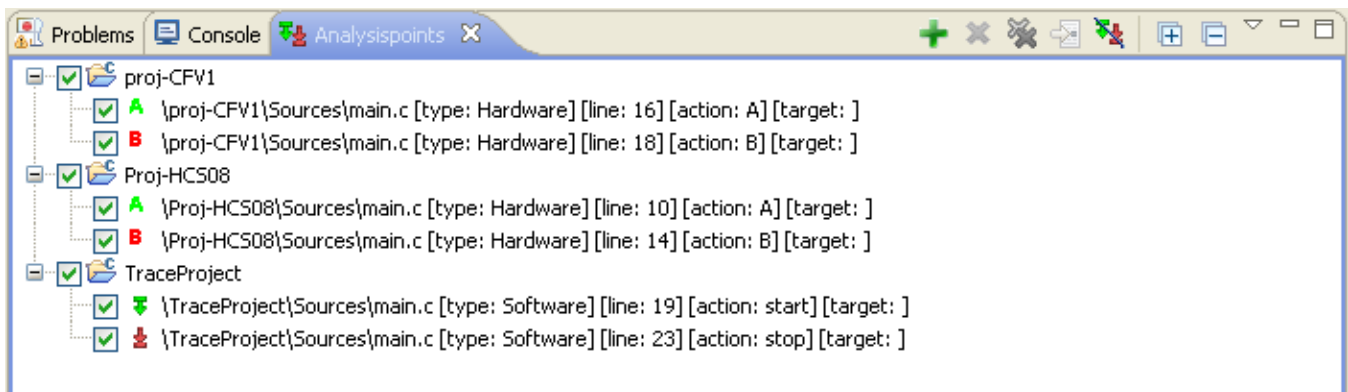 Problems Console Analysispoints
proj-CFV1
A \proj-CFV1\Sources\main.c [type: Hardware] [line: 16] [action: A] [target: ]
B \proj-CFV1\Sources\main.c [type: Hardware] [line: 18] [action: B] [target: ]
Proj-HCS08
A \Proj-HCS08\Sources\main.c [type: Hardware] [line: 10] [action: A] [target: ]
B \Proj-HCS08\Sources\main.c [type: Hardware] [line: 14] [action: B] [target: ]
TraceProject
\TraceProject\Sources\main.c [type: Software] [line: 19] [action: start] [target: ]
\TraceProject\Sources\main.c [type: Software] [line: 23] [action: stop] [target: ]